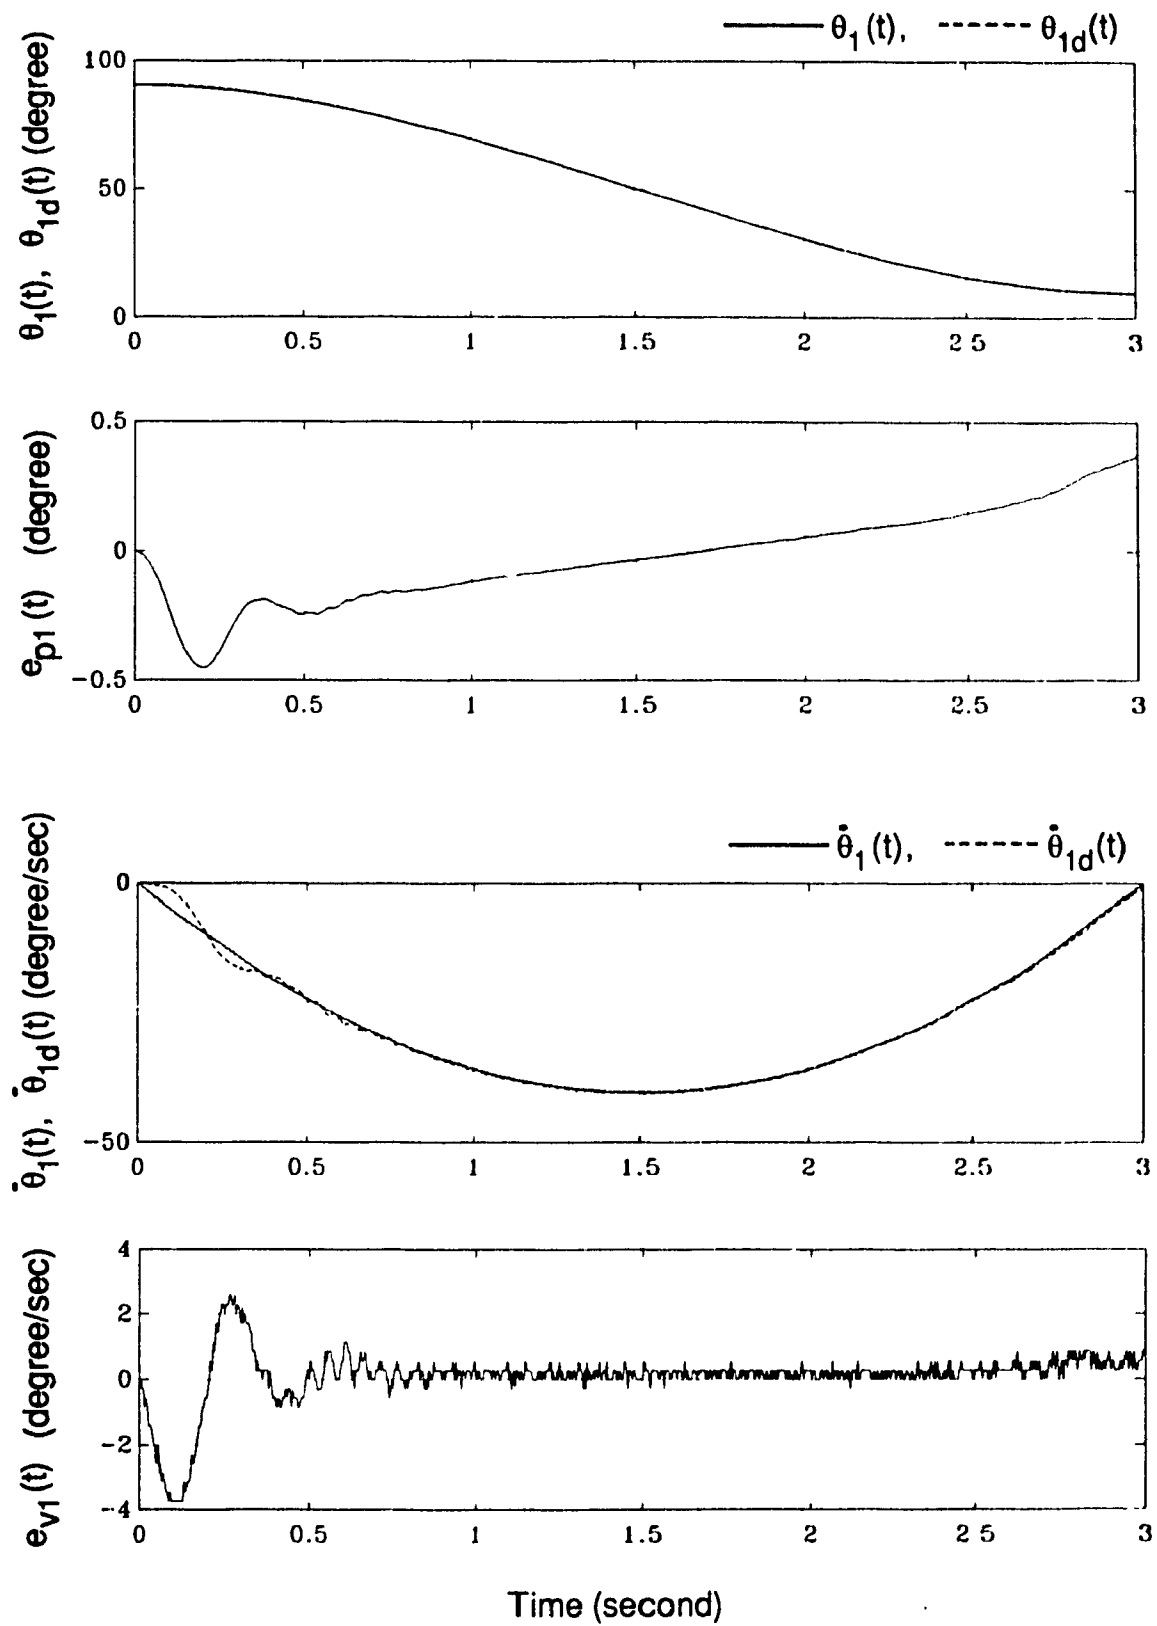 θ1(t), θ1d(t)
θ1(t), θ1d(t) (degree)
100
50
0
0 0.5 1 1.5 2 2 5 3
ep1(t) (degree)
0.5
0
−0.5
0 0.5 1 1.5 2 2.5 3
θ̇1(t), θ̇1d(t)
θ̇1(t), θ̇1d(t) (degree/sec)
0
−50
0 0.5 1 1.5 2 2.5 3
ev1(t) (degree/sec)
4
2
0
−2
−4
0 0.5 1 1.5 2 2 5 3
Time (second)